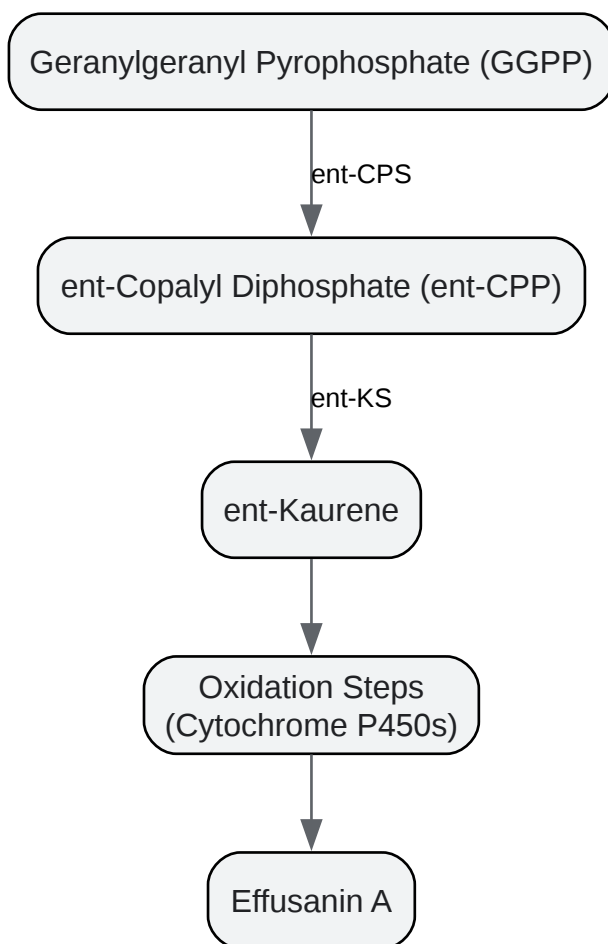 Geranylgeranyl Pyrophosphate (GGPP)
ent-CPS
ent-Copalyl Diphosphate (ent-CPP)
ent-KS
ent-Kaurene
Oxidation Steps
(Cytochrome P450s)
Effusanin A